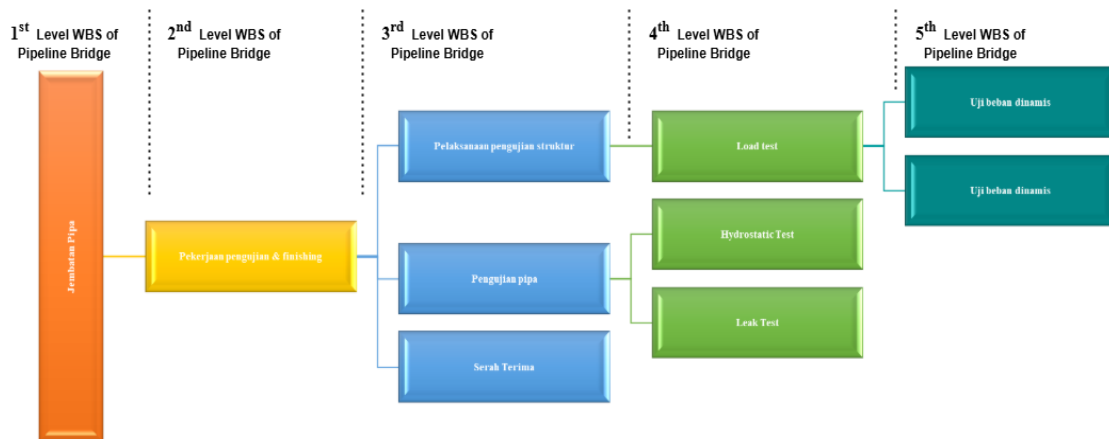 1st Level WBS of
Pipeline Bridge
2nd Level WBS of
Pipeline Bridge
3rd Level WBS of
Pipeline Bridge
4th Level WBS of
Pipeline Bridge
5th Level WBS of
Pipeline Bridge
Jembatan Pipa
Pekerjaan pengujian & finishing
Pelaksanaan pengujian struktur
Pengujian pipa
Serah Terima
Load test
Hydrostatic Test
Leak Test
Uji beban dinamis
Uji beban dinamis